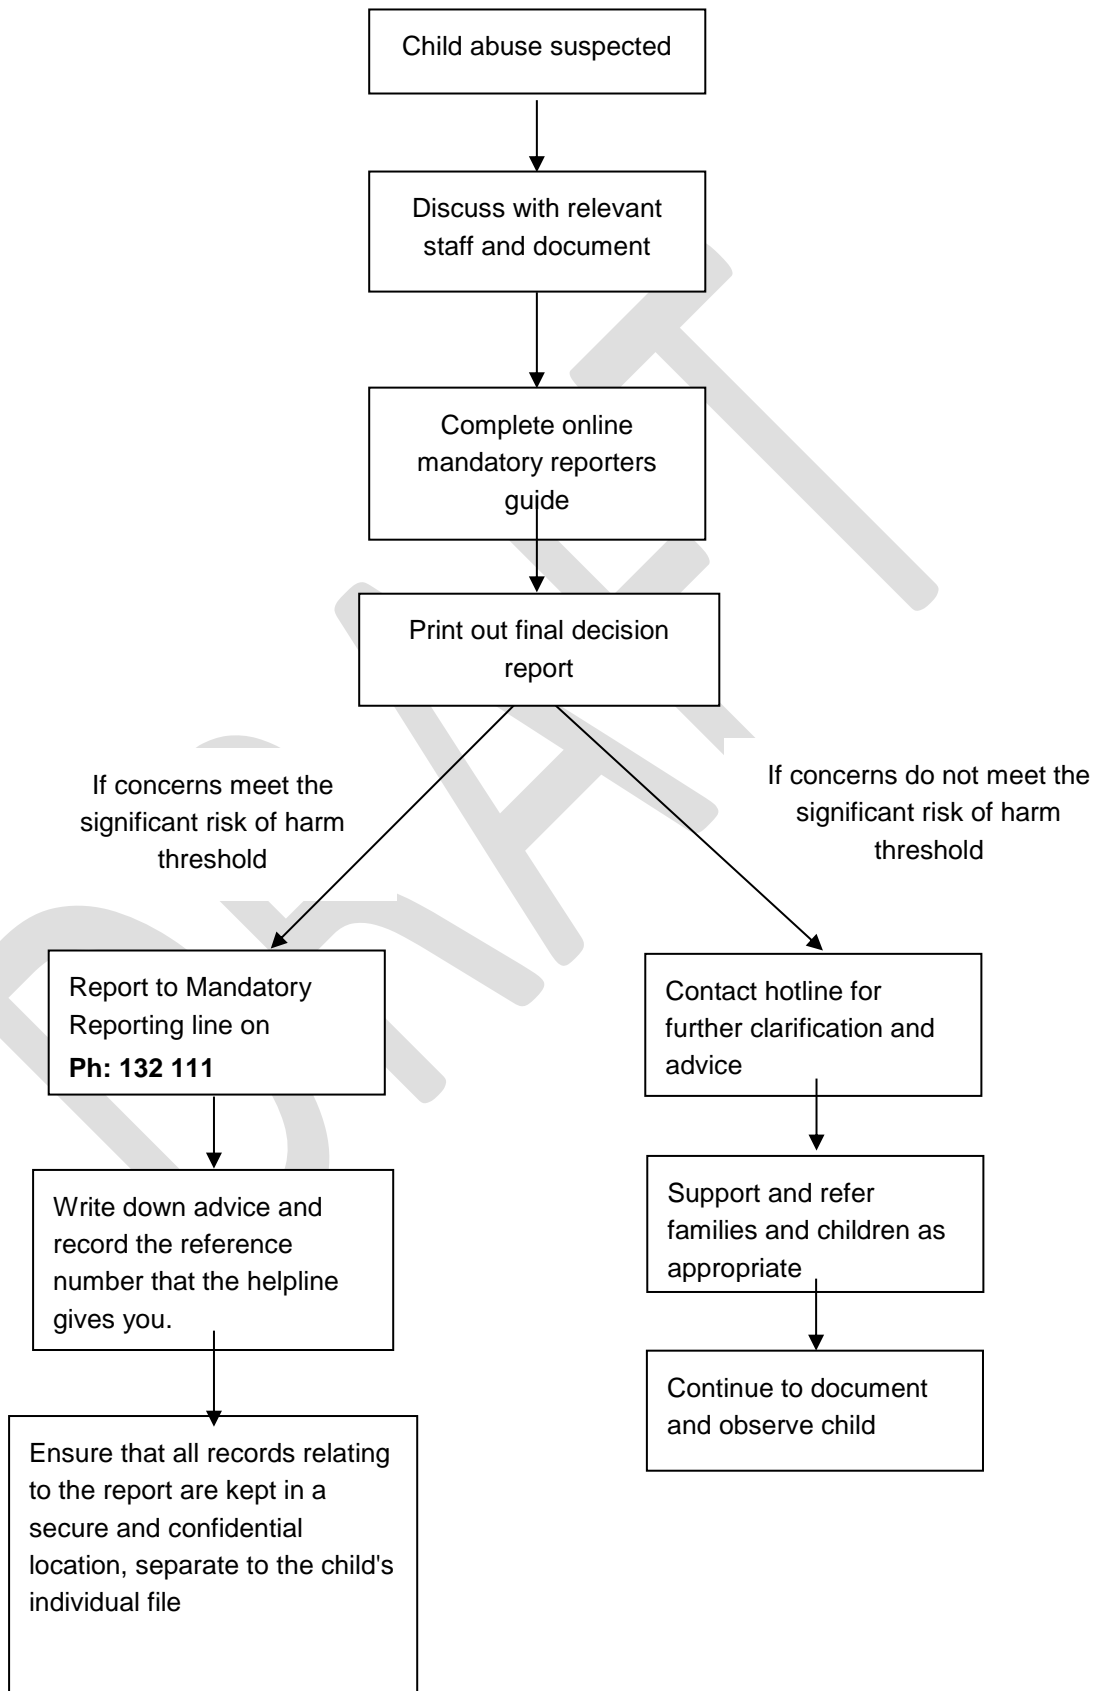 Child abuse suspected
Discuss with relevant
staff and document
Complete online
mandatory reporters
guide
Print out final decision
report
If concerns meet the
significant risk of harm
threshold
If concerns do not meet the
significant risk of harm
threshold
Report to Mandatory
Reporting line on
Ph: 132 111
Write down advice and
record the reference
number that the helpline
gives you.
Ensure that all records relating
to the report are kept in a
secure and confidential
location, separate to the child's
individual file
Contact hotline for
further clarification and
advice
Support and refer
families and children as
appropriate
Continue to document
and observe child
DRAFT